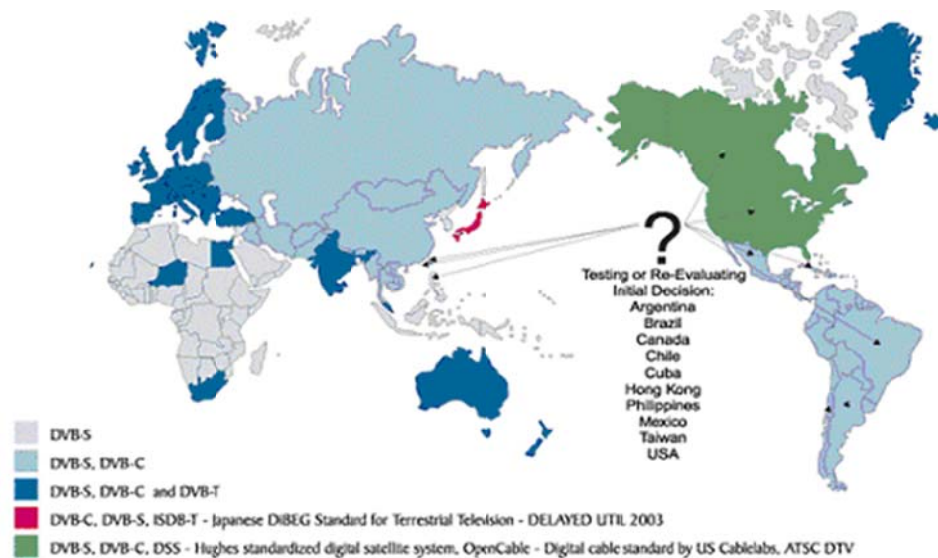 ?
Testing or Re-Evaluating
Initial Decision:
Argentina
Brazil
Canada
Chile
Cuba
Hong Kong
Philippines
Mexico
Taiwan
USA
DVB-S
DVB-S, DVB-C
DVB-S, DVB-C and DVB-T
DVB-C, DVB-S, ISDB-T - Japanese DiBEG Standard for Terrestrial Television - DELAYED UTIL 2003
DVB-S, DVB-C, DSS - Hughes standardized digital satellite system, OpenCable - Digital cable standard by US Cablelabs, ATSC DTV